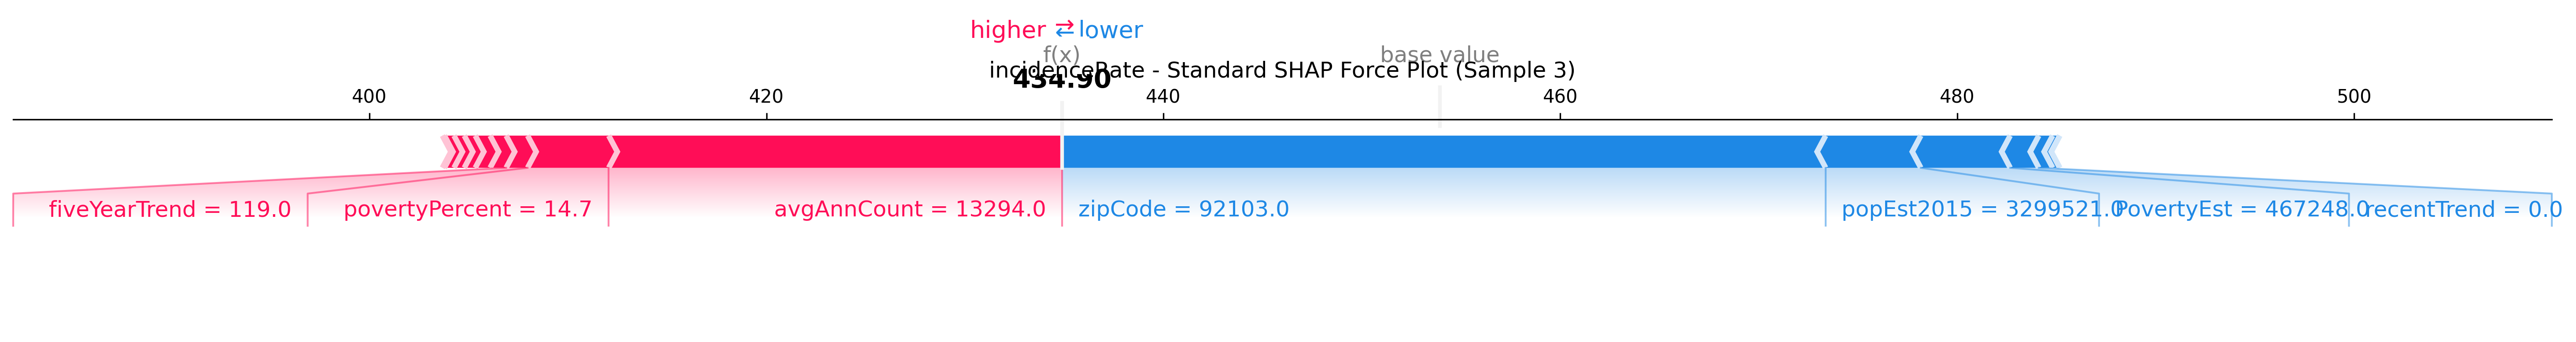 higher ⇄ lower
f(x)
base value
incidenceRate - Standard SHAP Force Plot (Sample 3)
434.90
400 420 440 460 480 500
fiveYearTrend = 119.0
povertyPercent = 14.7
avgAnnCount = 13294.0
zipCode = 92103.0
popEst2015 = 3299521.0
PovertyEst = 467248.0
recentTrend = 0.0